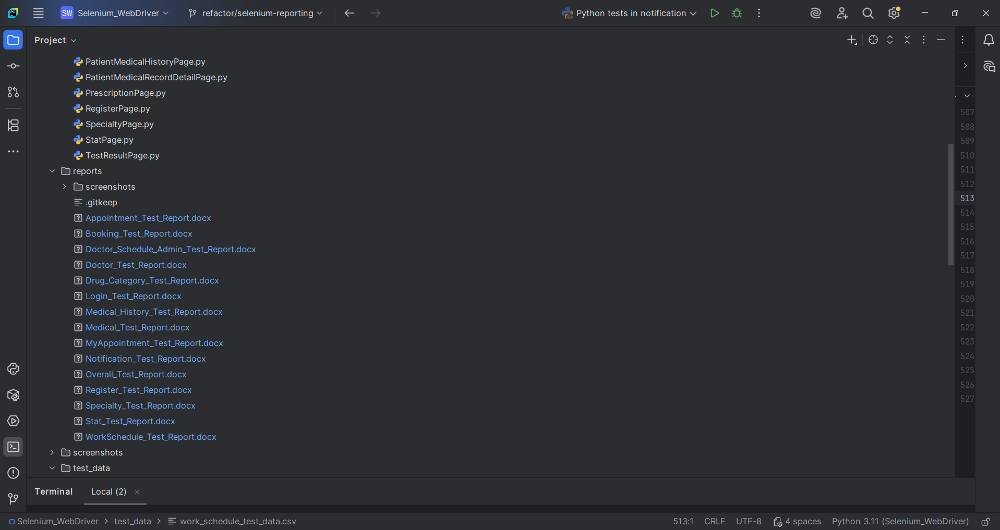 SW Selenium_WebDriver refactor/selenium-reporting Python tests in notification
Project
PatientMedicalHistoryPage.py
PatientMedicalRecordDetailPage.py
PrescriptionPage.py
RegisterPage.py
SpecialtyPage.py
StatPage.py
TestResultPage.py
reports
screenshots
.gitkeep
Appointment_Test_Report.docx
Booking_Test_Report.docx
Doctor_Schedule_Admin_Test_Report.docx
Doctor_Test_Report.docx
Drug_Category_Test_Report.docx
Login_Test_Report.docx
Medical_History_Test_Report.docx
Medical_Test_Report.docx
MyAppointment_Test_Report.docx
Notification_Test_Report.docx
Overall_Test_Report.docx
Register_Test_Report.docx
Specialty_Test_Report.docx
Stat_Test_Report.docx
WorkSchedule_Test_Report.docx
screenshots
test_data
507
508
509
510
511
512
513
514
515
516
517
518
519
520
521
522
523
524
525
526
527
Terminal Local (2)
Selenium_WebDriver > test_data > work_schedule_test_data.csv 513:1 CRLF UTF-8 4 spaces Python 3.11 (Selenium_WebDriver)